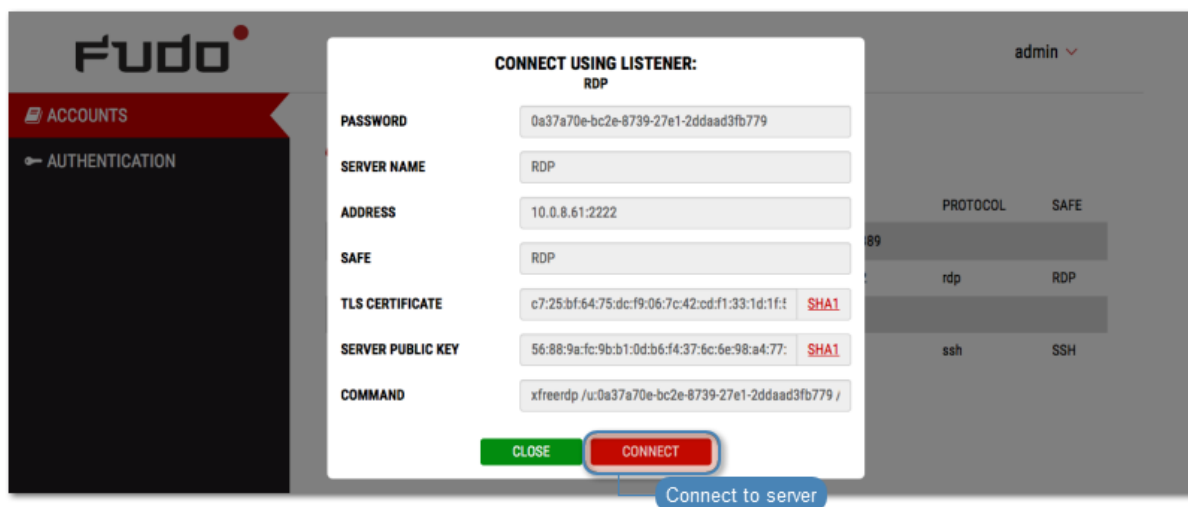 Fudo
admin
ACCOUNTS
AUTHENTICATION
CONNECT USING LISTENER:
RDP
PASSWORD 0a37a70e-bc2e-8739-27e1-2ddaad3fb779
SERVER NAME RDP
ADDRESS 10.0.8.61:2222
SAFE RDP
TLS CERTIFICATE c7:25:bf:64:75:dc:f9:06:7c:42:cd:f1:33:1d:1f: SHA1
SERVER PUBLIC KEY 56:88:9a:fc:9b:b1:0d:b6:f4:37:6c:6e:98:a4:77: SHA1
COMMAND xfreerdp /u:0a37a70e-bc2e-8739-27e1-2ddaad3fb779 /
CLOSE CONNECT
Connect to server
PROTOCOL SAFE
89
rdp RDP
ssh SSH